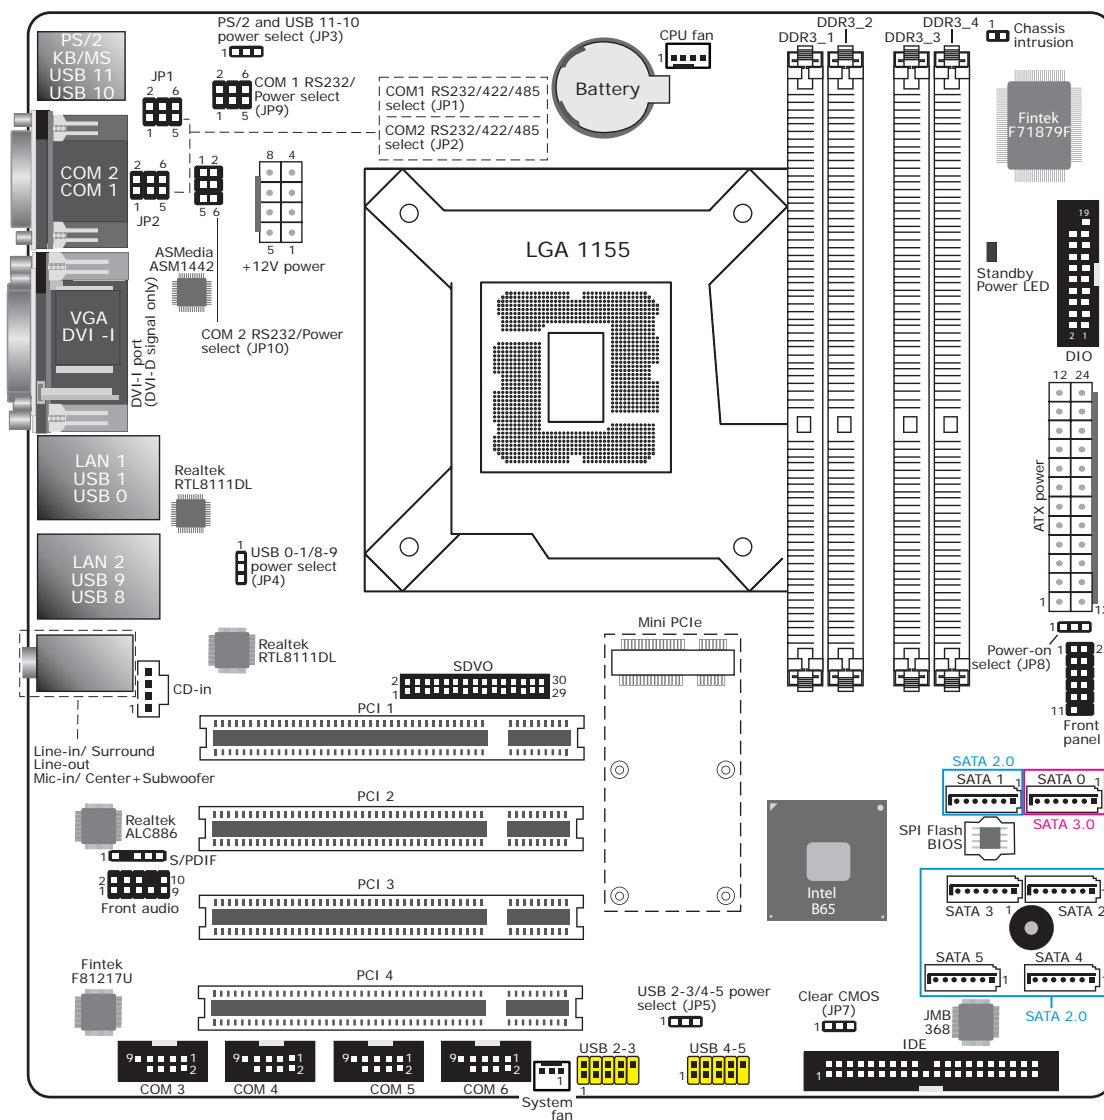 PS/2 and USB 11-10
power select (JP3)
1
PS/2
KB/MS
USB 11
USB 10
JP1
2 6
1 5
2 6
1 5
COM 1 RS232/
Power select
(JP9)
COM1 RS232/422/485
select (JP1)
COM2 RS232/422/485
select (JP2)
Battery
CPU fan
1
DDR3_1
DDR3_2
DDR3_3
DDR3_4
1
Chassis
intrusion
Fintek
F71879F
COM 2
COM 1
2 6
1 5
JP2
1 2
5 6
8 4
5 1
+12V power
ASMedia
ASM1442
COM 2 RS232/Power
select (JP10)
VGA
DVI -I
DVI-I port
(DVI-D signal only)
LGA 1155
Standby
Power LED
19
2 1
DIO
12 24
ATX power
1 13
LAN 1
USB 1
USB 0
Realtek
RTL8111DL
1
USB 0-1/8-9
power select
(JP4)
LAN 2
USB 9
USB 8
Realtek
RTL8111DL
CD-in
1
Line-in/ Surround
Line-out
Mic-in/ Center+Subwoofer
SDVO
2 30
1 29
Mini PCIe
1
Power-on
select (JP8)
1 2
11
Front
panel
PCI 1
PCI 2
PCI 3
PCI 4
Realtek
ALC886
1
S/PDIF
2 10
1 9
Front audio
Fintek
F81217U
Intel
B65
SATA 2.0
SATA 1 1
SATA 0 1
SATA 3.0
SPI Flash
BIOS
SATA 3 1
SATA 2
SATA 5 1
SATA 4 1
SATA 2.0
JMB
368
USB 2-3/4-5 power
select (JP5)
1
Clear CMOS
(JP7)
1
9 1
2
COM 3
9 1
2
COM 4
9 1
2
COM 5
9 1
2
COM 6
1
System
fan
USB 2-3
1
USB 4-5
1
IDE
1